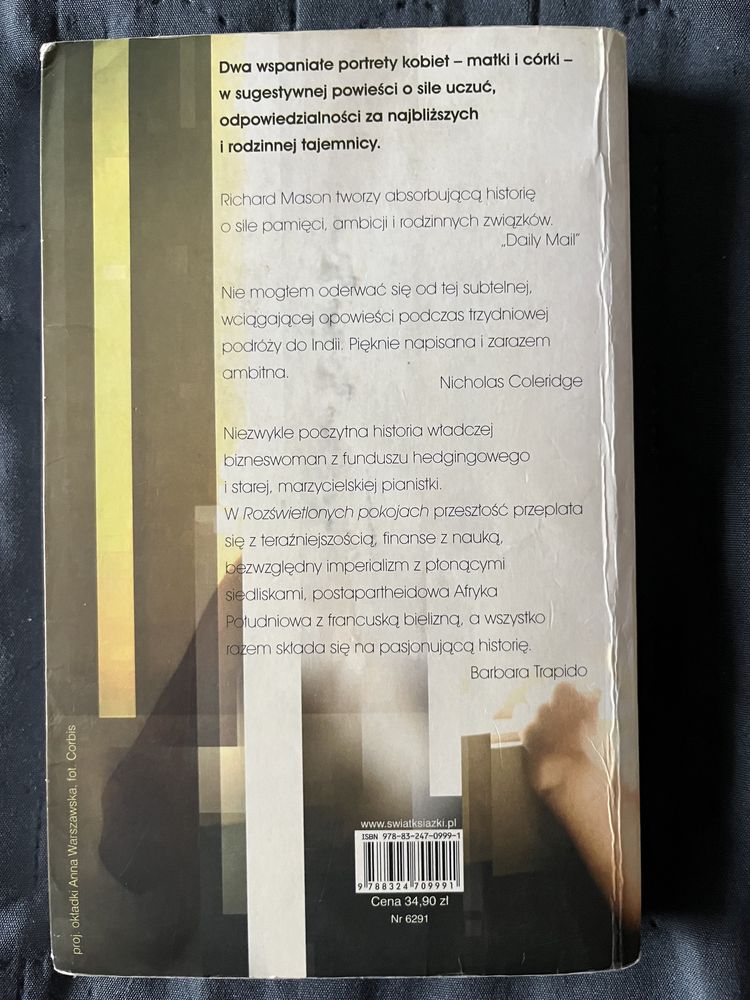 Dwa wspaniałe portrety kobiet – matki i córki –
w sugestywnej powieści o sile uczuć,
odpowiedzialności za najbliższych
i rodzinnej tajemnicy.
Richard Mason tworzy absorbującą historię
o sile pamięci, ambicji i rodzinnych związków.
„Daily Mail”
Nie mogłem oderwać się od tej subtelnej,
wciągającej opowieści podczas trzydniowej
podróży do Indii. Pięknie napisana i zarazem
ambitna.
Nicholas Coleridge
Niezwykle poczytna historia władczej
bizneswoman z funduszu hedgingowego
i starej, marzycielskiej pianistki.
W Rozświetlonych pokojach przeszłość przeplata
się z teraźniejszością, finanse z nauką,
bezwzględny imperializm z płonącymi
siedliskami, postapartheidowa Afryka
Południowa z francuską bielizną, a wszystko
razem składa się na pasjonującą historię.
Barbara Trapido
proj. okładki Anna Warszawska, fot. Corbis
www.swiatksiazki.pl
ISBN 978-83-247-0999-1
9 788324 709991
Cena 34,90 zł
Nr 6291